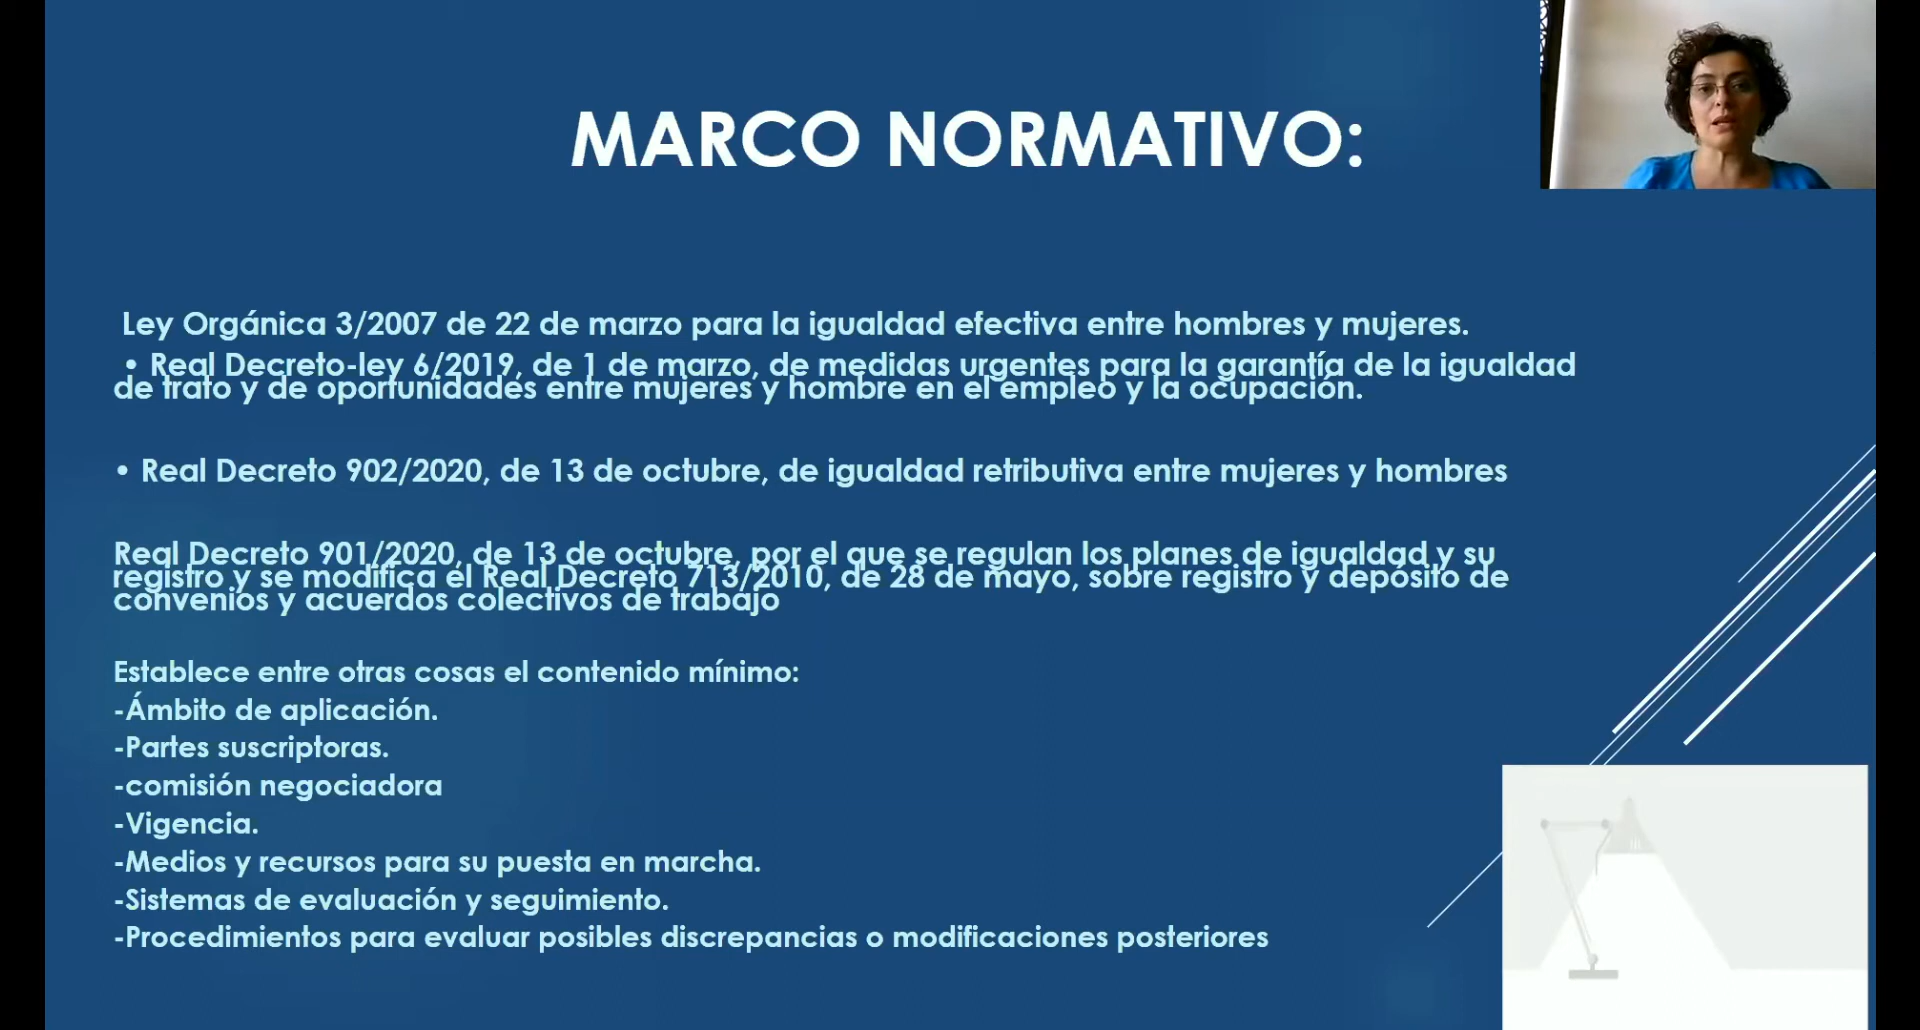 MARCO NORMATIVO:
Ley Orgánica 3/2007 de 22 de marzo para la igualdad efectiva entre hombres y mujeres.
• Real Decreto-ley 6/2019, de 1 de marzo, de medidas urgentes para la garantía de la igualdad
de trato y de oportunidades entre mujeres y hombre en el empleo y la ocupación.
• Real Decreto 902/2020, de 13 de octubre, de igualdad retributiva entre mujeres y hombres
Real Decreto 901/2020, de 13 de octubre, por el que se regulan los planes de igualdad y su
registro y se modifica el Real Decreto 713/2010, de 28 de mayo, sobre registro y depósito de
convenios y acuerdos colectivos de trabajo
Establece entre otras cosas el contenido mínimo:
-Ámbito de aplicación.
-Partes suscriptoras.
-comisión negociadora
-Vigencia.
-Medios y recursos para su puesta en marcha.
-Sistemas de evaluación y seguimiento.
-Procedimientos para evaluar posibles discrepancias o modificaciones posteriores